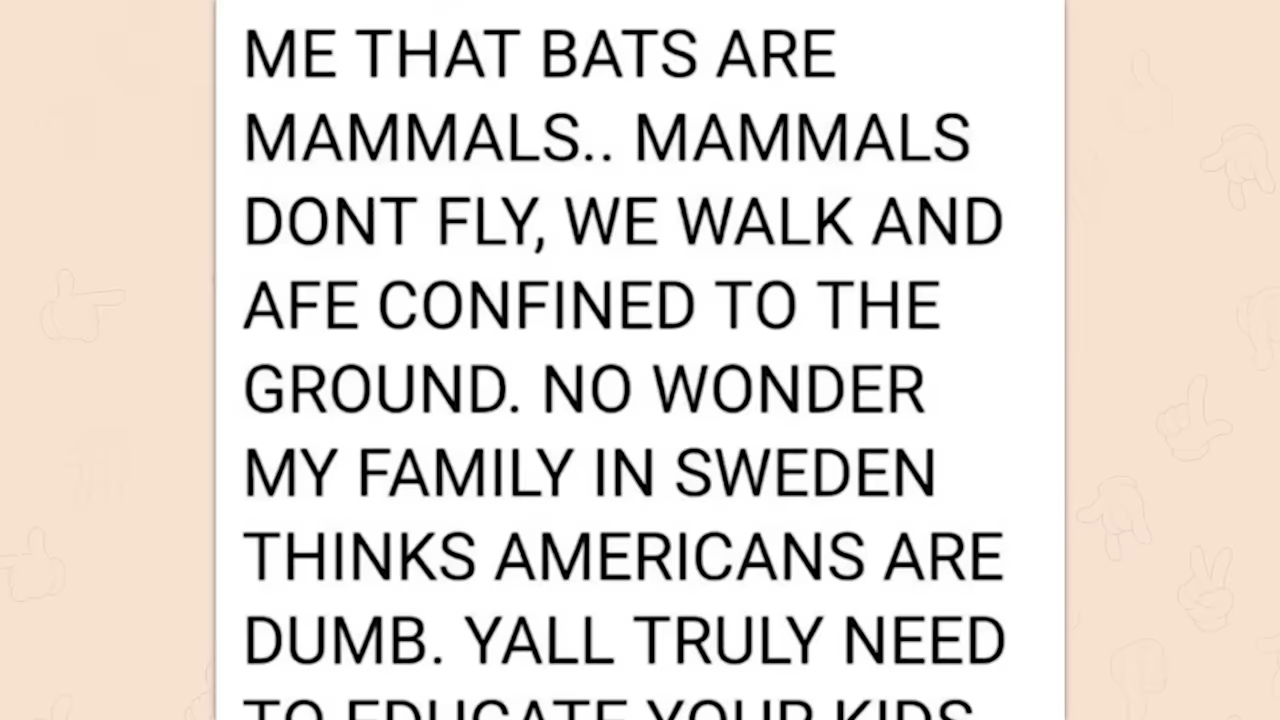 ME THAT BATS ARE
MAMMALS.. MAMMALS
DONT FLY, WE WALK AND
AFE CONFINED TO THE
GROUND. NO WONDER
MY FAMILY IN SWEDEN
THINKS AMERICANS ARE
DUMB. YALL TRULY NEED
TO EDUCATE YOUR KIDS